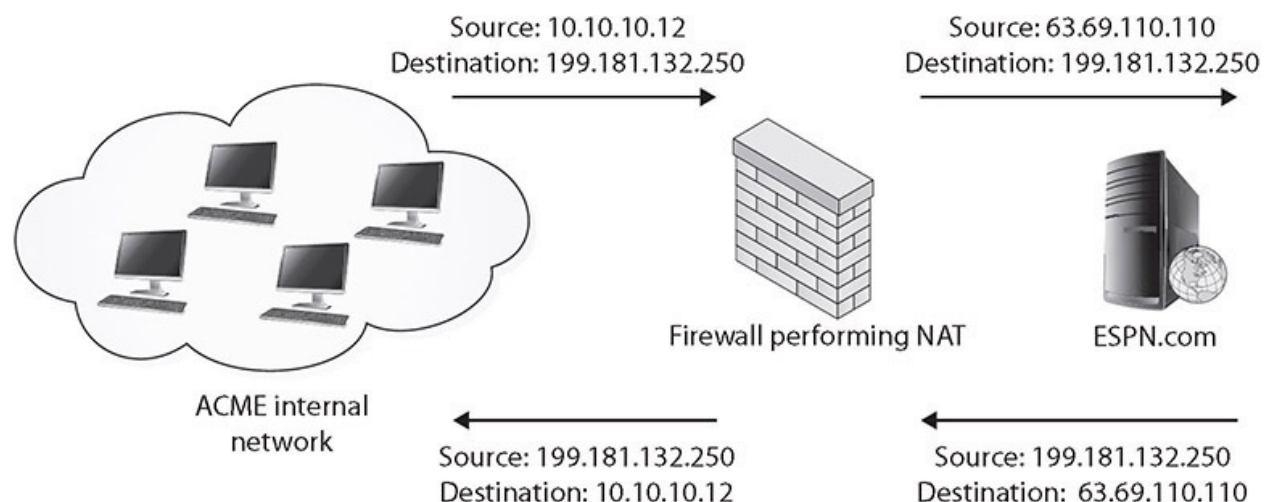 Source: 10.10.10.12
Destination: 199.181.132.250
Source: 63.69.110.110
Destination: 199.181.132.250
Firewall performing NAT
ESPN.com
ACME internal
network
Source: 199.181.132.250
Destination: 10.10.10.12
Source: 199.181.132.250
Destination: 63.69.110.110